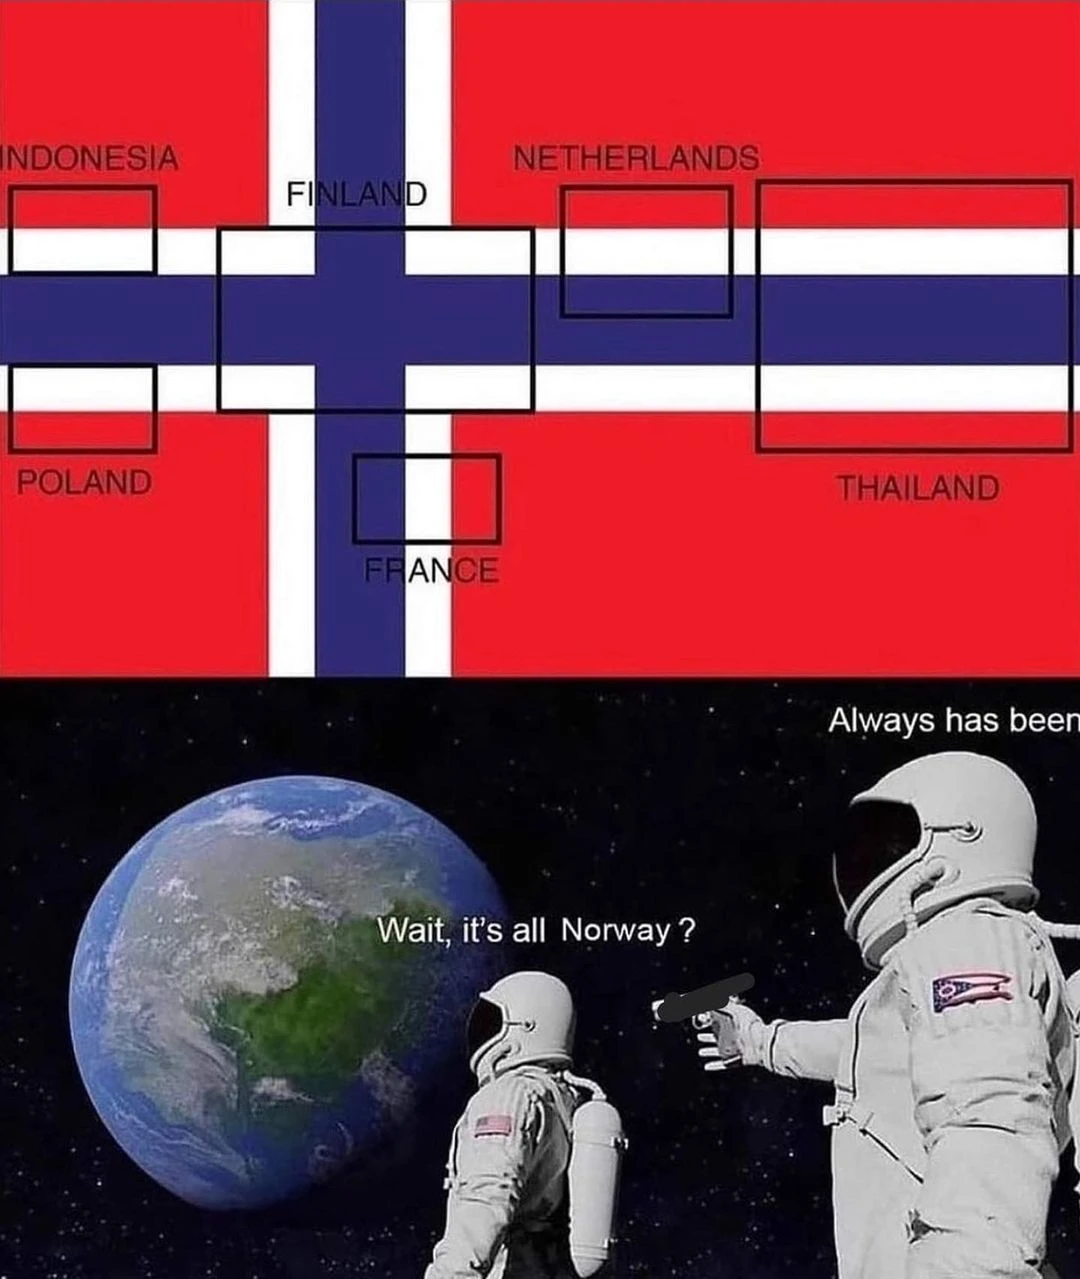 INDONESIA
NETHERLANDS
FINLAND
POLAND
THAILAND
FRANCE
Always has been
Wait, it's all Norway ?